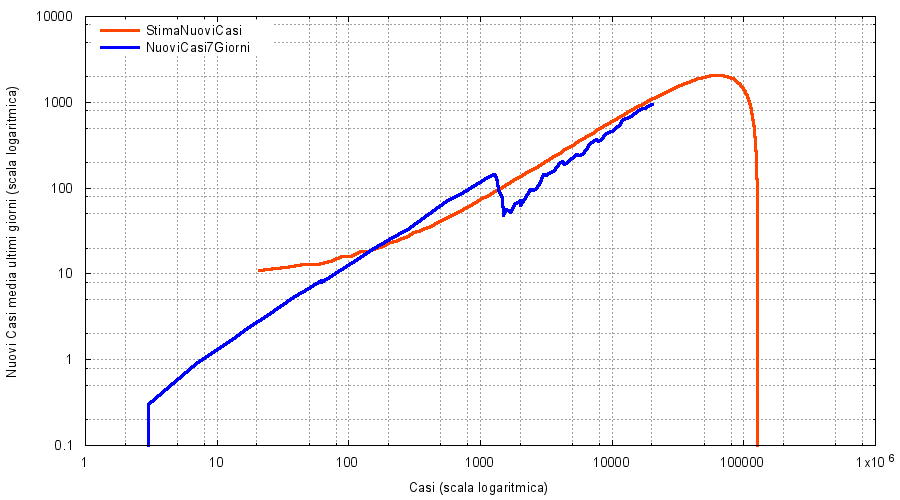 10000
1000
100
10
1
0.1
Nuovi Casi media ultimi giorni (scala logaritmica)
StimaNuoviCasi
NuoviCasi7Giorni
1 10 100 1000 10000 100000 1x10 6
Casi (scala logaritmica)